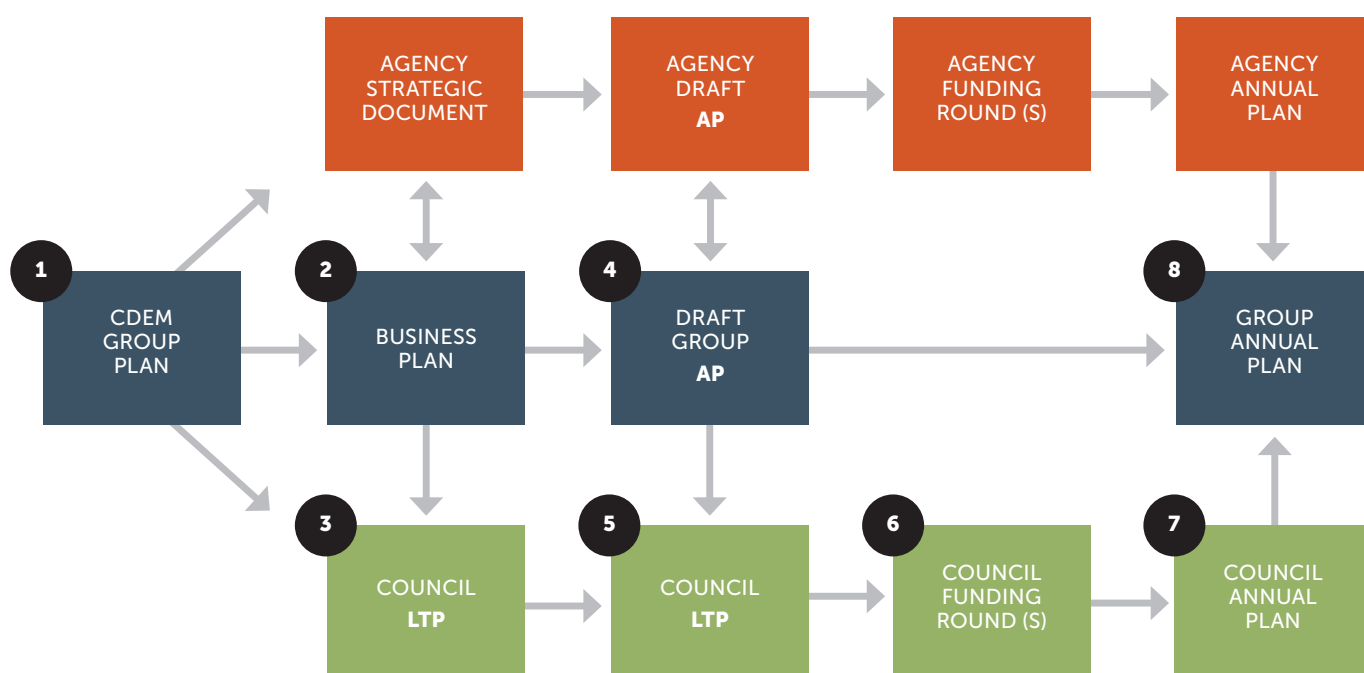 AGENCY
STRATEGIC
DOCUMENT
AGENCY
DRAFT
AP
AGENCY
FUNDING
ROUND (S)
AGENCY
ANNUAL
PLAN
1
CDEM
GROUP
PLAN
2
BUSINESS
PLAN
4
DRAFT
GROUP
AP
8
GROUP
ANNUAL
PLAN
3
COUNCIL
LTP
5
COUNCIL
LTP
6
COUNCIL
FUNDING
ROUND (S)
7
COUNCIL
ANNUAL
PLAN